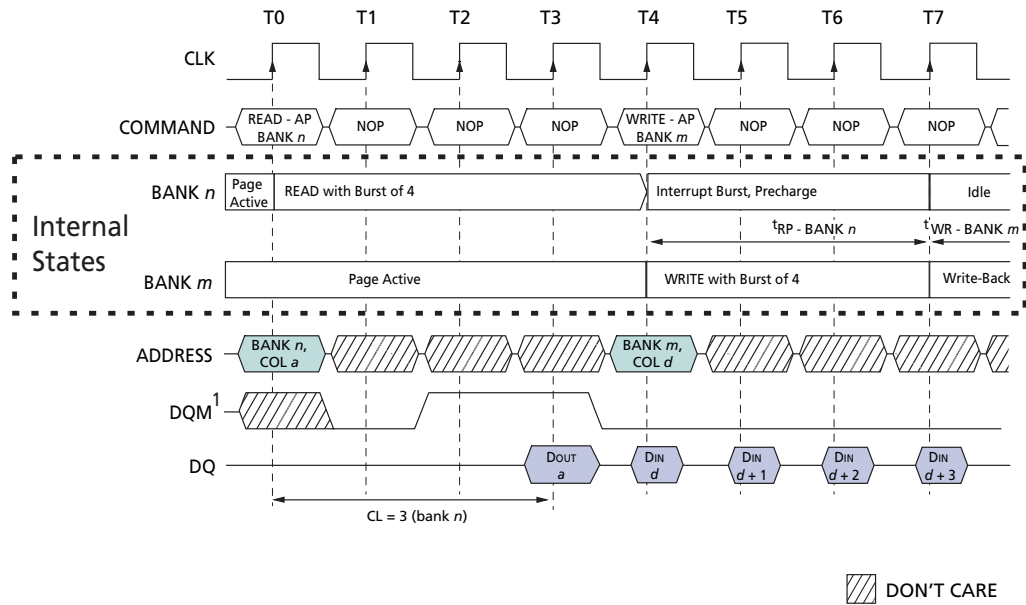 T0 T1 T2 T3 T4 T5 T6 T7
CLK
COMMAND
READ - AP
BANK n
NOP
NOP
NOP
WRITE - AP
BANK m
NOP
NOP
NOP
Internal
States
BANK n
Page
Active
READ with Burst of 4
Interrupt Burst, Precharge
Idle
tRP - BANK n
tWR - BANK m
BANK m
Page Active
WRITE with Burst of 4
Write-Back
ADDRESS
BANK n,
COL a
BANK m,
COL d
DQM1
DQ
DOUT
a
DIN
d
DIN
d + 1
DIN
d + 2
DIN
d + 3
CL = 3 (bank n)
DON'T CARE